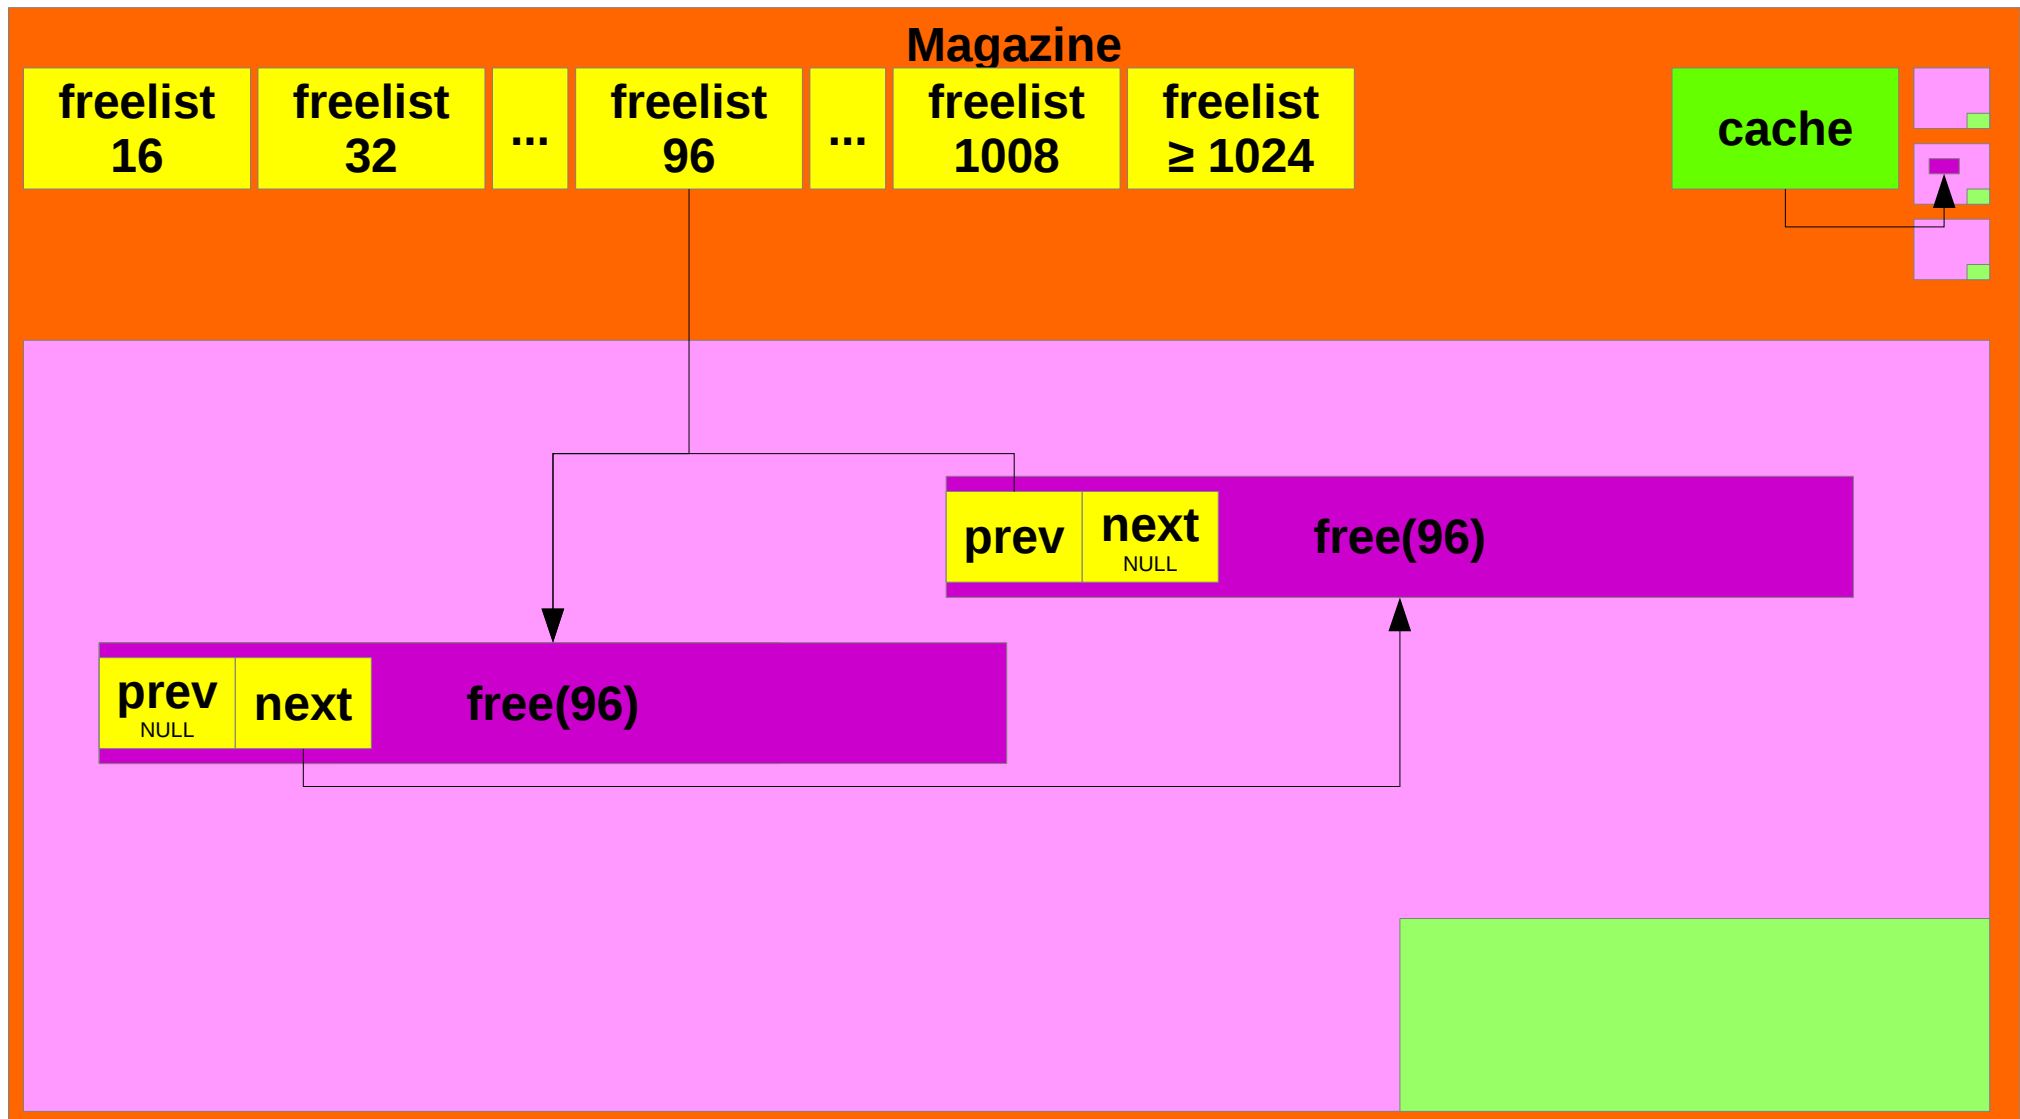 Magazine
freelist
16
freelist
32
...
freelist
96
...
freelist
1008
freelist
≥ 1024
cache
prev
next
NULL
free(96)
prev
NULL
next
free(96)